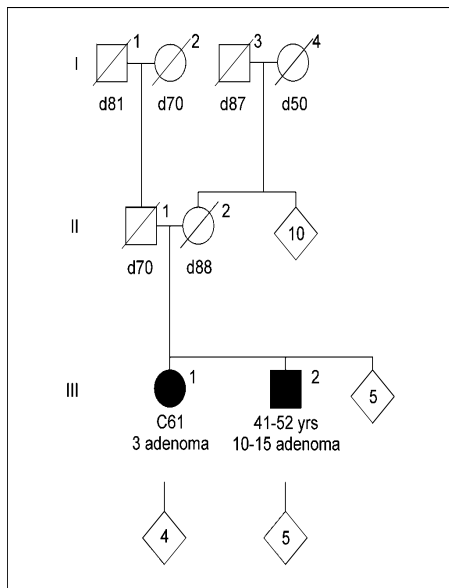 I
1 2 3 4
d81 d70 d87 d50
II
1 2 10
d70 d88
III
1 2 5
C61 41-52 yrs
3 adenoma 10-15 adenoma
4 5